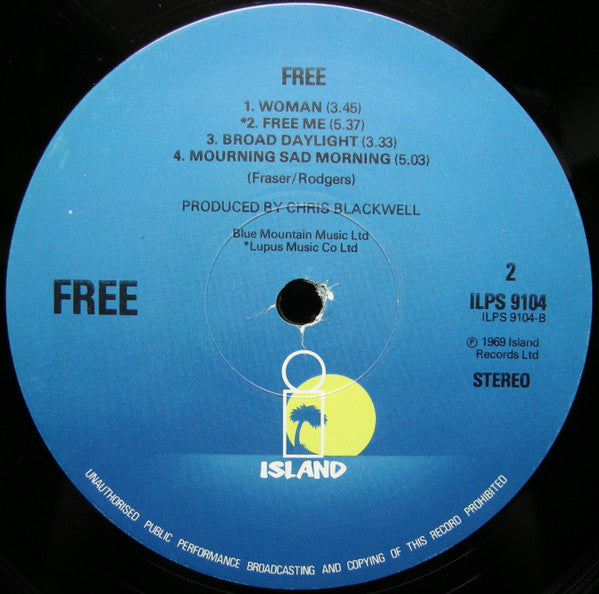 FREE
1. WOMAN (3.45)
*2. FREE ME (5.37)
3. BROAD DAYLIGHT (3.33)
4. MOURNING SAD MORNING (5.03)
(Fraser/Rodgers)
PRODUCED BY CHRIS BLACKWELL
Blue Mountain Music Ltd
*Lupus Music Co Ltd
FREE
2
ILPS 9104
ILPS 9104-B
℗ 1969 Island
Records Ltd
STEREO
ISLAND
UNAUTHORISED PUBLIC PERFORMANCE BROADCASTING AND COPYING OF THIS RECORD PROHIBITED